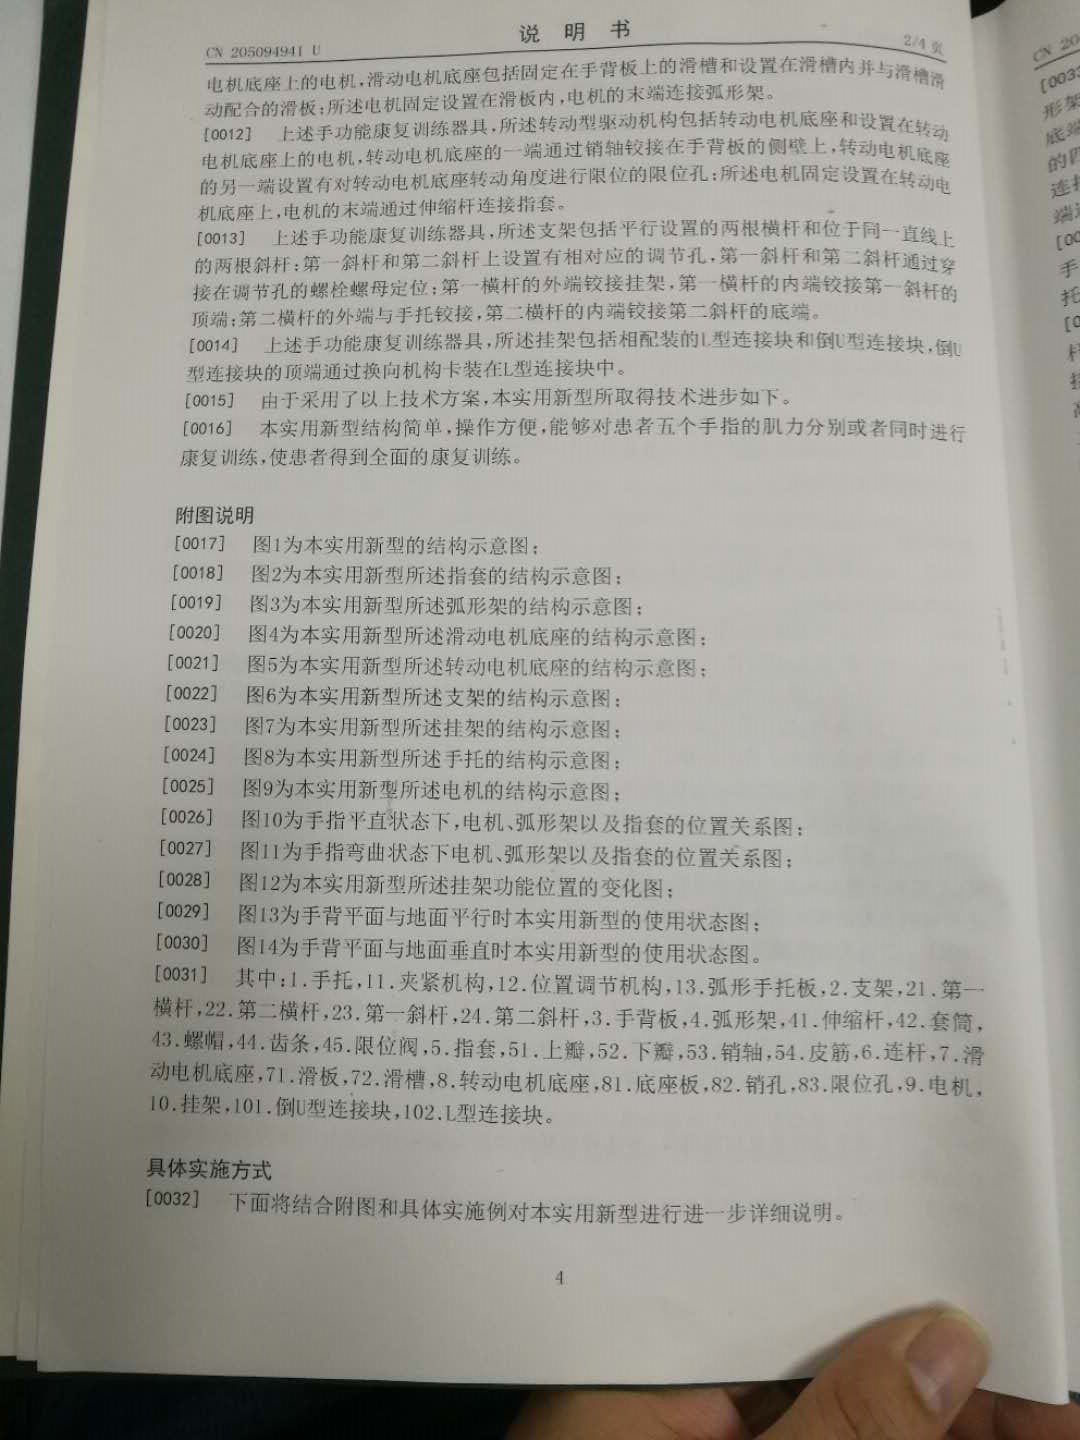 CN 205094941 U
说 明 书
2/4 页
电机底座上的电机,滑动电机底座包括固定在手背板上的滑槽和设置在滑槽内并与滑槽滑
动配合的滑板;所述电机固定设置在滑板内,电机的末端连接弧形架。
[0012] 上述手功能康复训练器具,所述转动型驱动机构包括转动电机底座和设置在转动
电机底座上的电机,转动电机底座的一端通过销轴铰接在手背板的侧壁上,转动电机底座
的另一端设置有对转动电机底座转动角度进行限位的限位孔;所述电机固定设置在转动电
机底座上,电机的末端通过伸缩杆连接指套。
[0013] 上述手功能康复训练器具,所述支架包括平行设置的两根横杆和位于同一直线上
的两根斜杆;第一斜杆和第二斜杆上设置有相对应的调节孔,第一斜杆和第二斜杆通过穿
接在调节孔的螺栓螺母定位;第一横杆的外端铰接挂架,第一横杆的内端铰接第一斜杆的
顶端;第二横杆的外端与手托铰接,第二横杆的内端铰接第二斜杆的底端。
[0014] 上述手功能康复训练器具,所述挂架包括相配装的L型连接块和倒U型连接块,倒U
型连接块的顶端通过换向机构卡装在L型连接块中。
[0015] 由于采用了以上技术方案,本实用新型所取得技术进步如下。
[0016] 本实用新型结构简单,操作方便,能够对患者五个手指的肌力分别或者同时进行
康复训练,使患者得到全面的康复训练。
附图说明
[0017] 图1为本实用新型的结构示意图;
[0018] 图2为本实用新型所述指套的结构示意图;
[0019] 图3为本实用新型所述弧形架的结构示意图;
[0020] 图4为本实用新型所述滑动电机底座的结构示意图;
[0021] 图5为本实用新型所述转动电机底座的结构示意图;
[0022] 图6为本实用新型所述支架的结构示意图;
[0023] 图7为本实用新型所述挂架的结构示意图;
[0024] 图8为本实用新型所述手托的结构示意图;
[0025] 图9为本实用新型所述电机的结构示意图;
[0026] 图10为手指平直状态下,电机、弧形架以及指套的位置关系图;
[0027] 图11为手指弯曲状态下电机、弧形架以及指套的位置关系图;
[0028] 图12为本实用新型所述挂架功能位置的变化图;
[0029] 图13为手背平面与地面平行时本实用新型的使用状态图;
[0030] 图14为手背平面与地面垂直时本实用新型的使用状态图。
[0031] 其中:1.手托,11.夹紧机构,12.位置调节机构,13.弧形手托板,2.支架,21.第一
横杆,22.第二横杆,23.第一斜杆,24.第二斜杆,3.手背板,4.弧形架,41.伸缩杆,42.套筒,
43.螺帽,44.齿条,45.限位阀,5.指套,51.上瓣,52.下瓣,53.销轴,54.皮筋,6.连杆,7.滑
动电机底座,71.滑板,72.滑槽,8.转动电机底座,81.底座板,82.销孔,83.限位孔,9.电机,
10.挂架,101.倒U型连接块,102.L型连接块。
具体实施方式
[0032] 下面将结合附图和具体实施例对本实用新型进行进一步详细说明。
4
CN 20
[0033
形架
底端
的四
连接
手
托